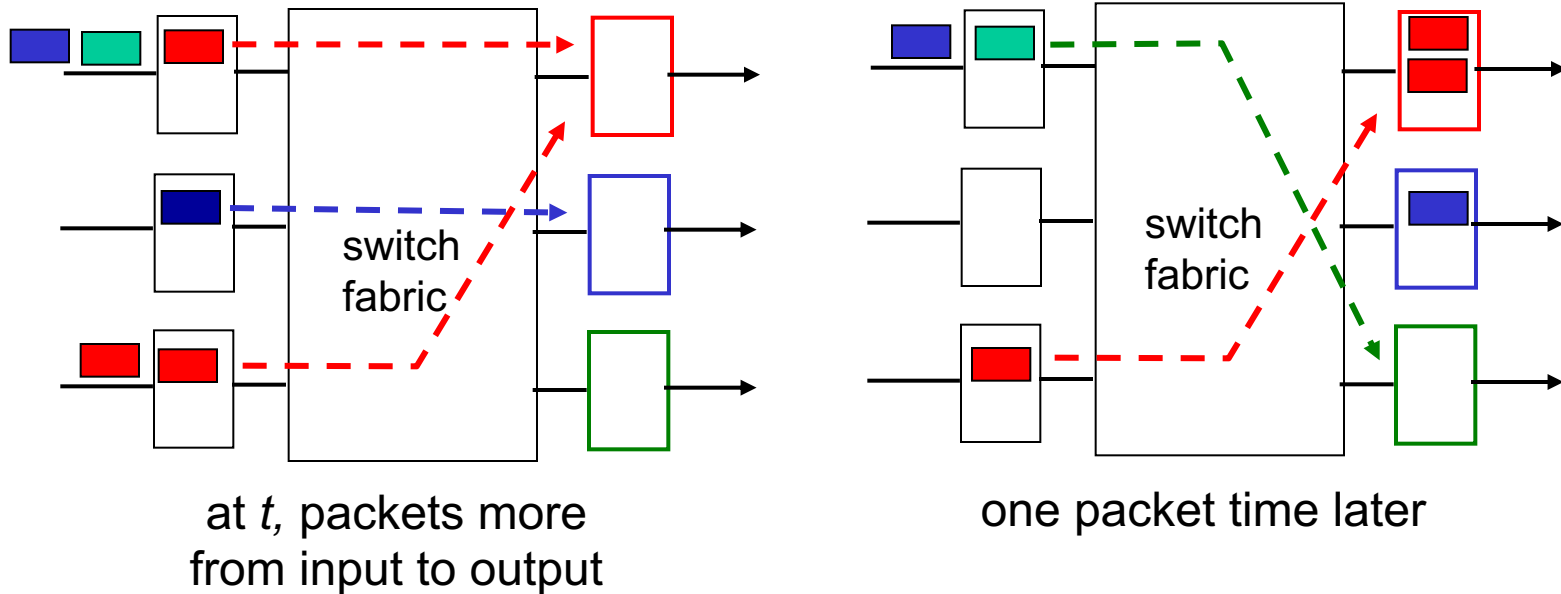 switch
fabric
at t, packets more
from input to output
switch
fabric
one packet time later